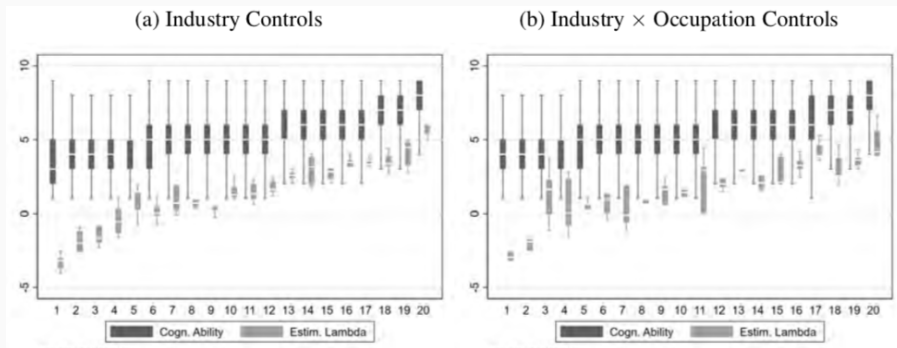 (a) Industry Controls
(b) Industry × Occupation Controls
10
5
0
-5
1 2 3 4 5 6 7 8 9 10 11 12 13 14 15 16 17 18 19 20
Cogn. Ability Estim. Lambda
10
5
0
-5
1 2 3 4 5 6 7 8 9 10 11 12 13 14 15 16 17 18 19 20
Cogn. Ability Estim. Lambda